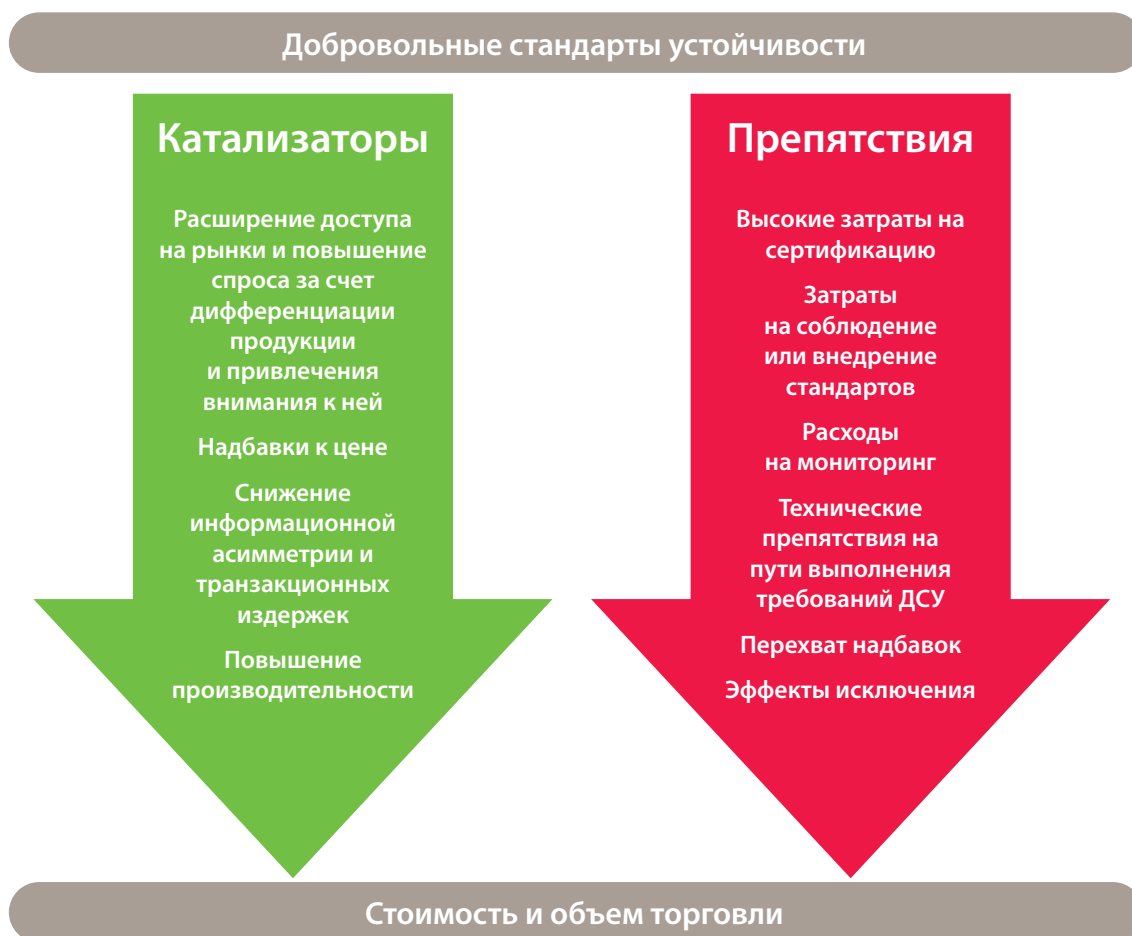 Добровольные стандарты устойчивости
Катализаторы
Расширение доступа
на рынки и повышение
спроса за счет
дифференциации
продукции
и привлечения
внимания к ней
Надбавки к цене
Снижение
информационной
асимметрии и
транзакционных
издержек
Повышение
производительности
Препятствия
Высокие затраты на
сертификацию
Затраты
на соблюдение
или внедрение
стандартов
Расходы
на мониторинг
Технические
препятствия на
пути выполнения
требований ДСУ
Перехват надбавок
Эффекты исключения
Стоимость и объем торговли